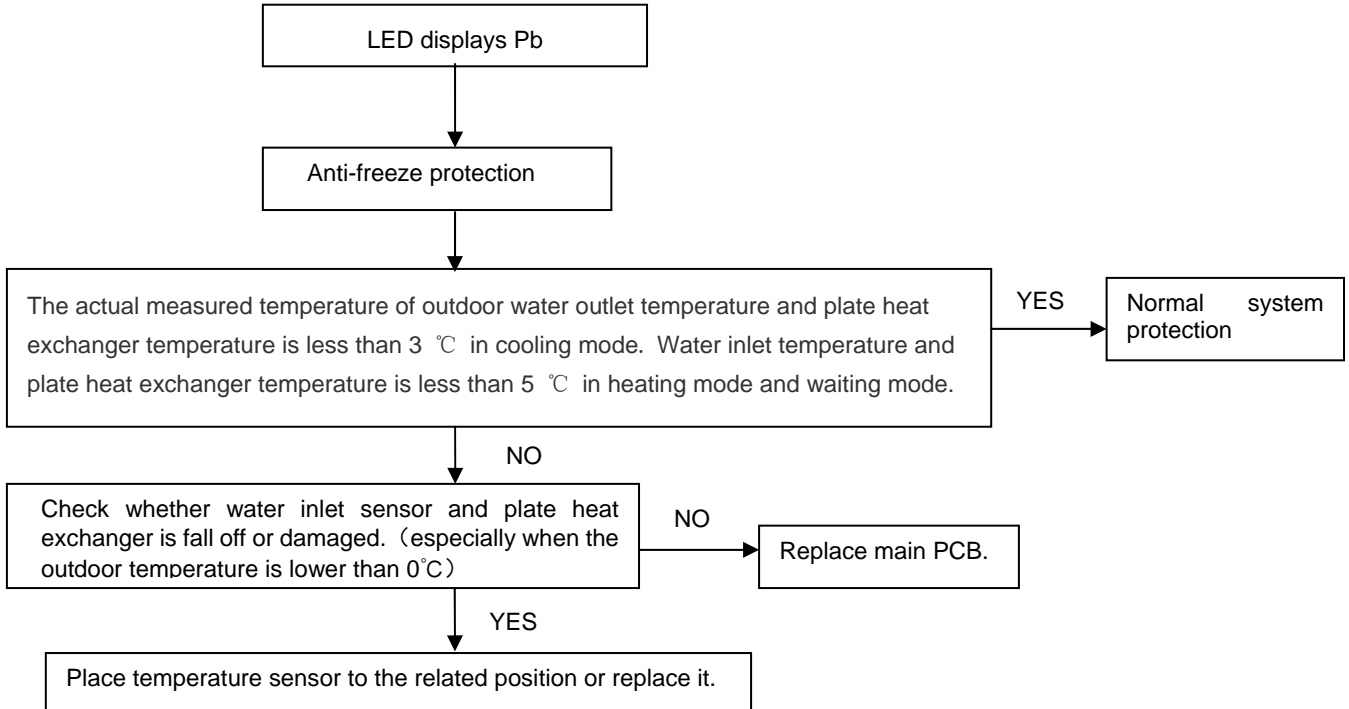 LED displays Pb
Anti-freeze protection
The actual measured temperature of outdoor water outlet temperature and plate heat
exchanger temperature is less than 3 ℃ in cooling mode. Water inlet temperature and
plate heat exchanger temperature is less than 5 ℃ in heating mode and waiting mode.
YES
Normal system
protection
NO
Check whether water inlet sensor and plate heat
exchanger is fall off or damaged.（especially when the
outdoor temperature is lower than 0℃）
NO
Replace main PCB.
YES
Place temperature sensor to the related position or replace it.